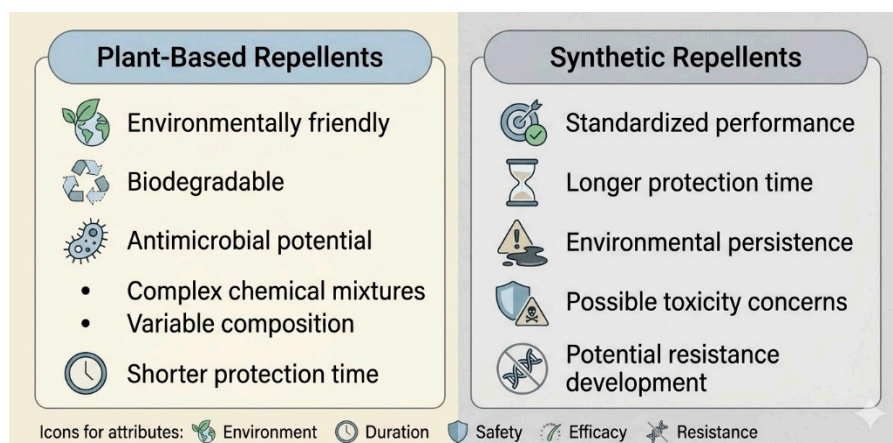 Plant-Based Repellents
Environmentally friendly
Biodegradable
Antimicrobial potential
• Complex chemical mixtures
• Variable composition
Shorter protection time
Synthetic Repellents
Standardized performance
Longer protection time
Environmental persistence
Possible toxicity concerns
Potential resistance
development
Icons for attributes: Environment Duration Safety Efficacy Resistance